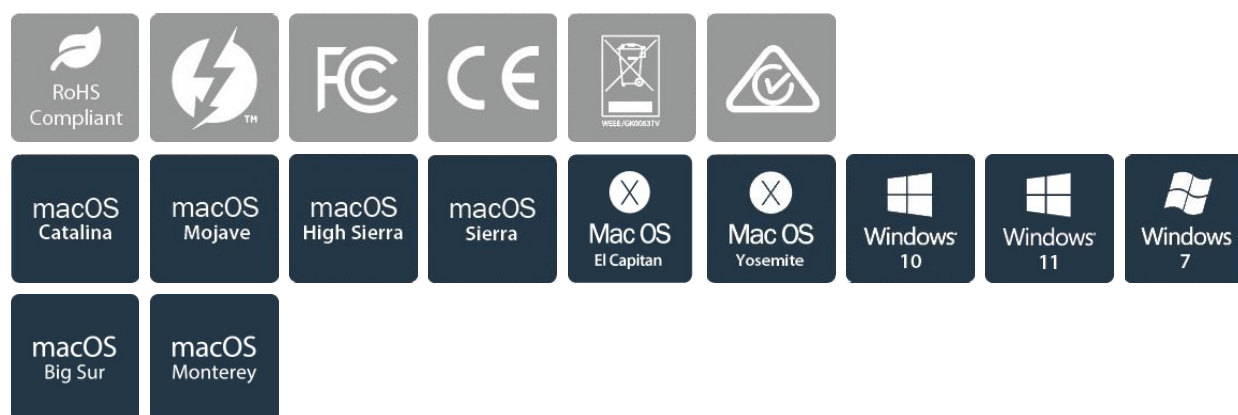 RoHS
Compliant
TM
FC
CE
WEEE/GK0063TV
macOS
Catalina
macOS
Mojave
macOS
High Sierra
macOS
Sierra
X
Mac OS
El Capitan
X
Mac OS
Yosemite
Windows
10
Windows
11
Windows
7
macOS
Big Sur
macOS
Monterey